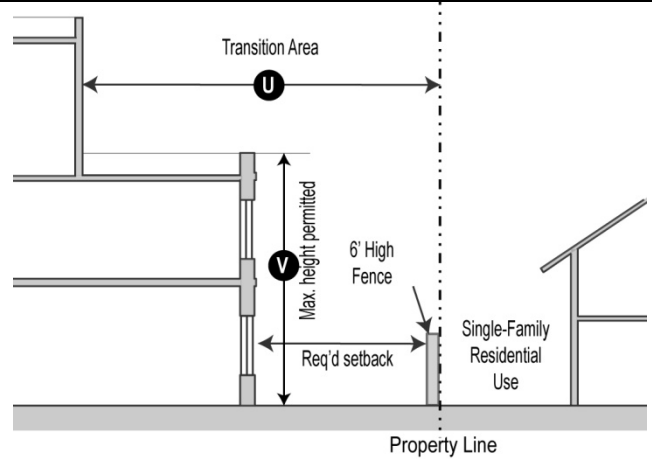 Transition Area
U
Max. height permitted
V
6' High
Fence
Req'd setback
Single-Family
Residential
Use
Property Line